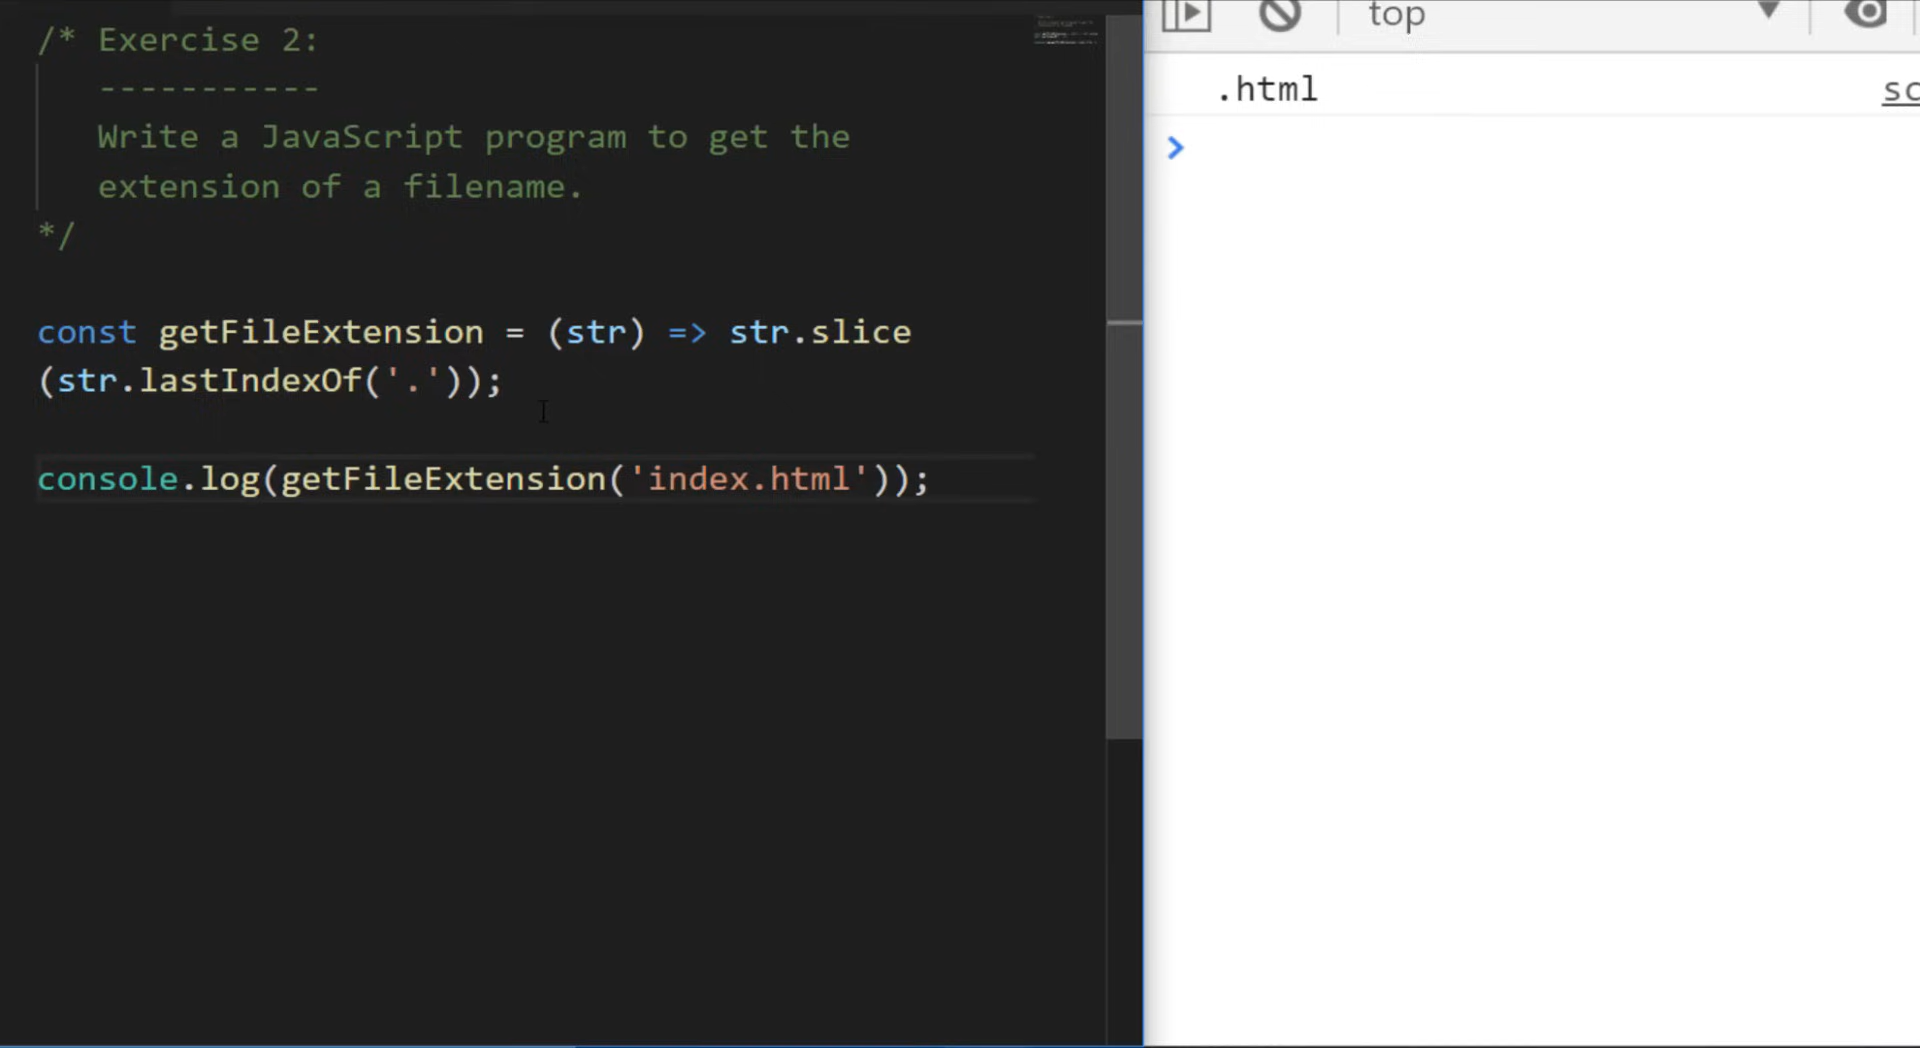 /* Exercise 2:
-----------
Write a JavaScript program to get the
extension of a filename.
*/
const getFileExtension = (str) => str.slice
(str.lastIndexOf('.'));
console.log(getFileExtension('index.html'));
top
.html
sc